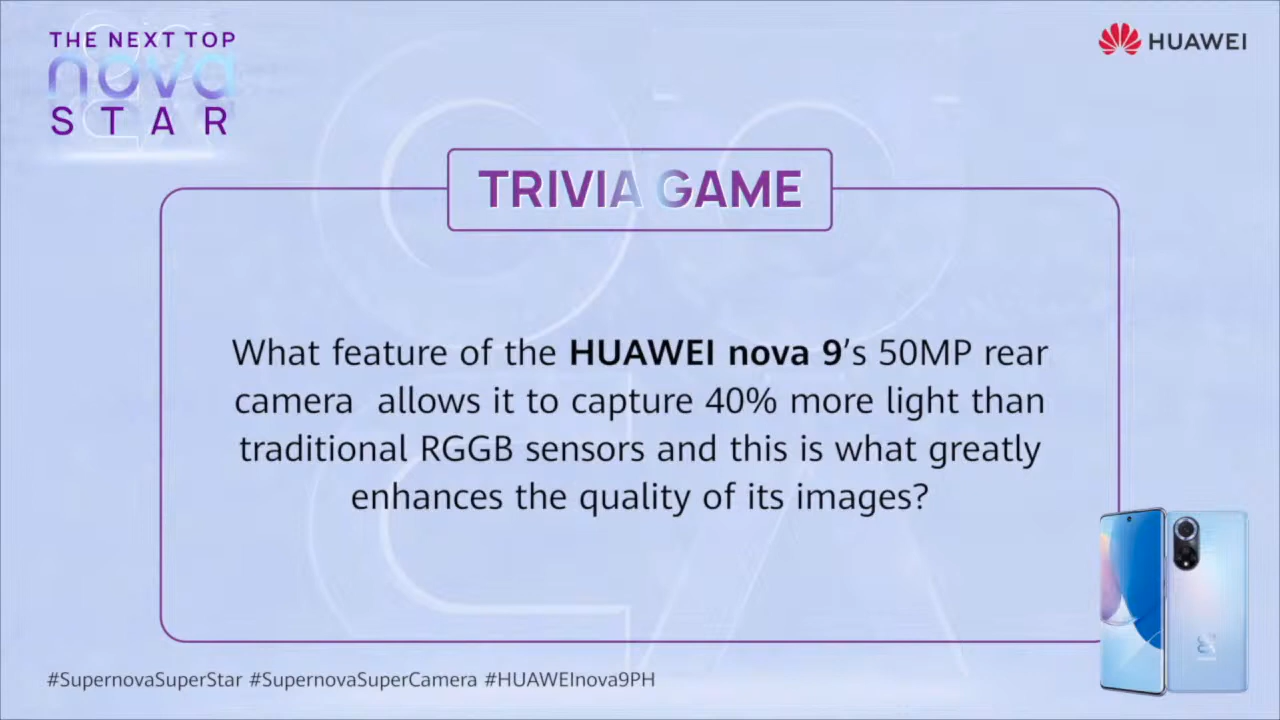 THE NEXT TOP
nova
STAR
HUAWEI
TRIVIA GAME
What feature of the HUAWEI nova 9's 50MP rear
camera allows it to capture 40% more light than
traditional RGGB sensors and this is what greatly
enhances the quality of its images?
#SupernovaSuperStar #SupernovaSuperCamera #HUAWEInova9PH